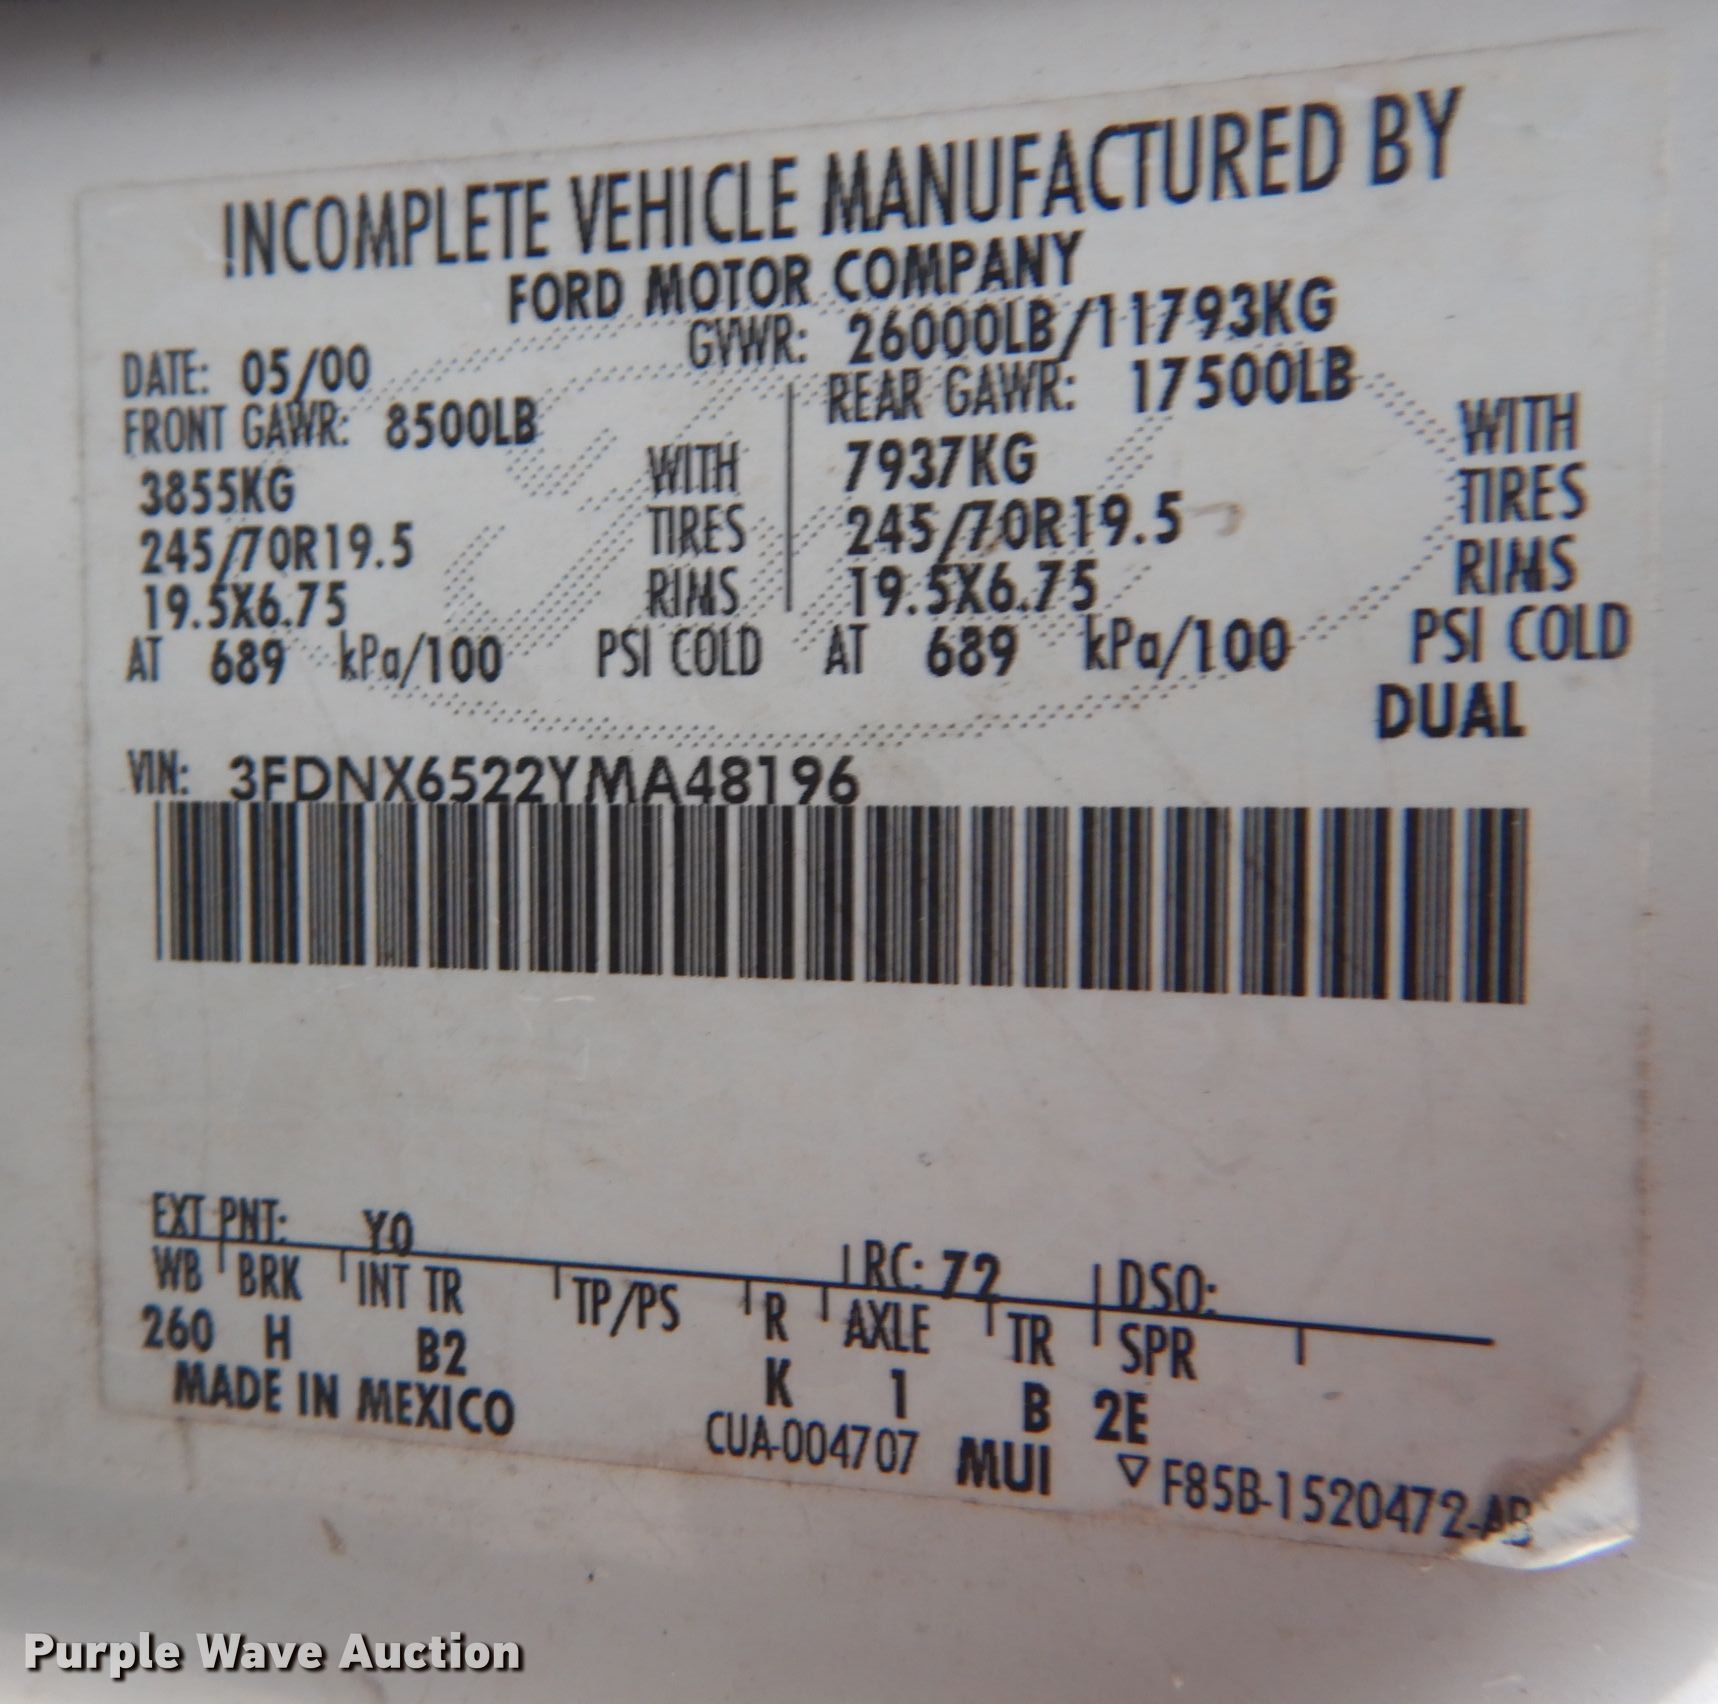 INCOMPLETE VEHICLE MANUFACTURED BY
FORD MOTOR COMPANY
DATE: 05/00 GVWR: 26000LB/11793KG
FRONT GAWR: 8500LB REAR GAWR: 17500LB
3855KG WITH 7937KG WITH
245/70R19.5 TIRES 245/70R19.5 TIRES
19.5X6.75 RIMS 19.5X6.75 RIMS
AT 689 kPa/100 PSI COLD AT 689 kPa/100 PSI COLD
DUAL
VIN: 3FDNX6522YMA48196
EXT PNT: YO RC: 72 DSO:
WB BRK INT TR TP/PS R AXLE TR SPR
260 H B2 K 1 B 2E
MADE IN MEXICO CUA-004707 MUI ▽ F85B-1520472-AB
Purple Wave Auction